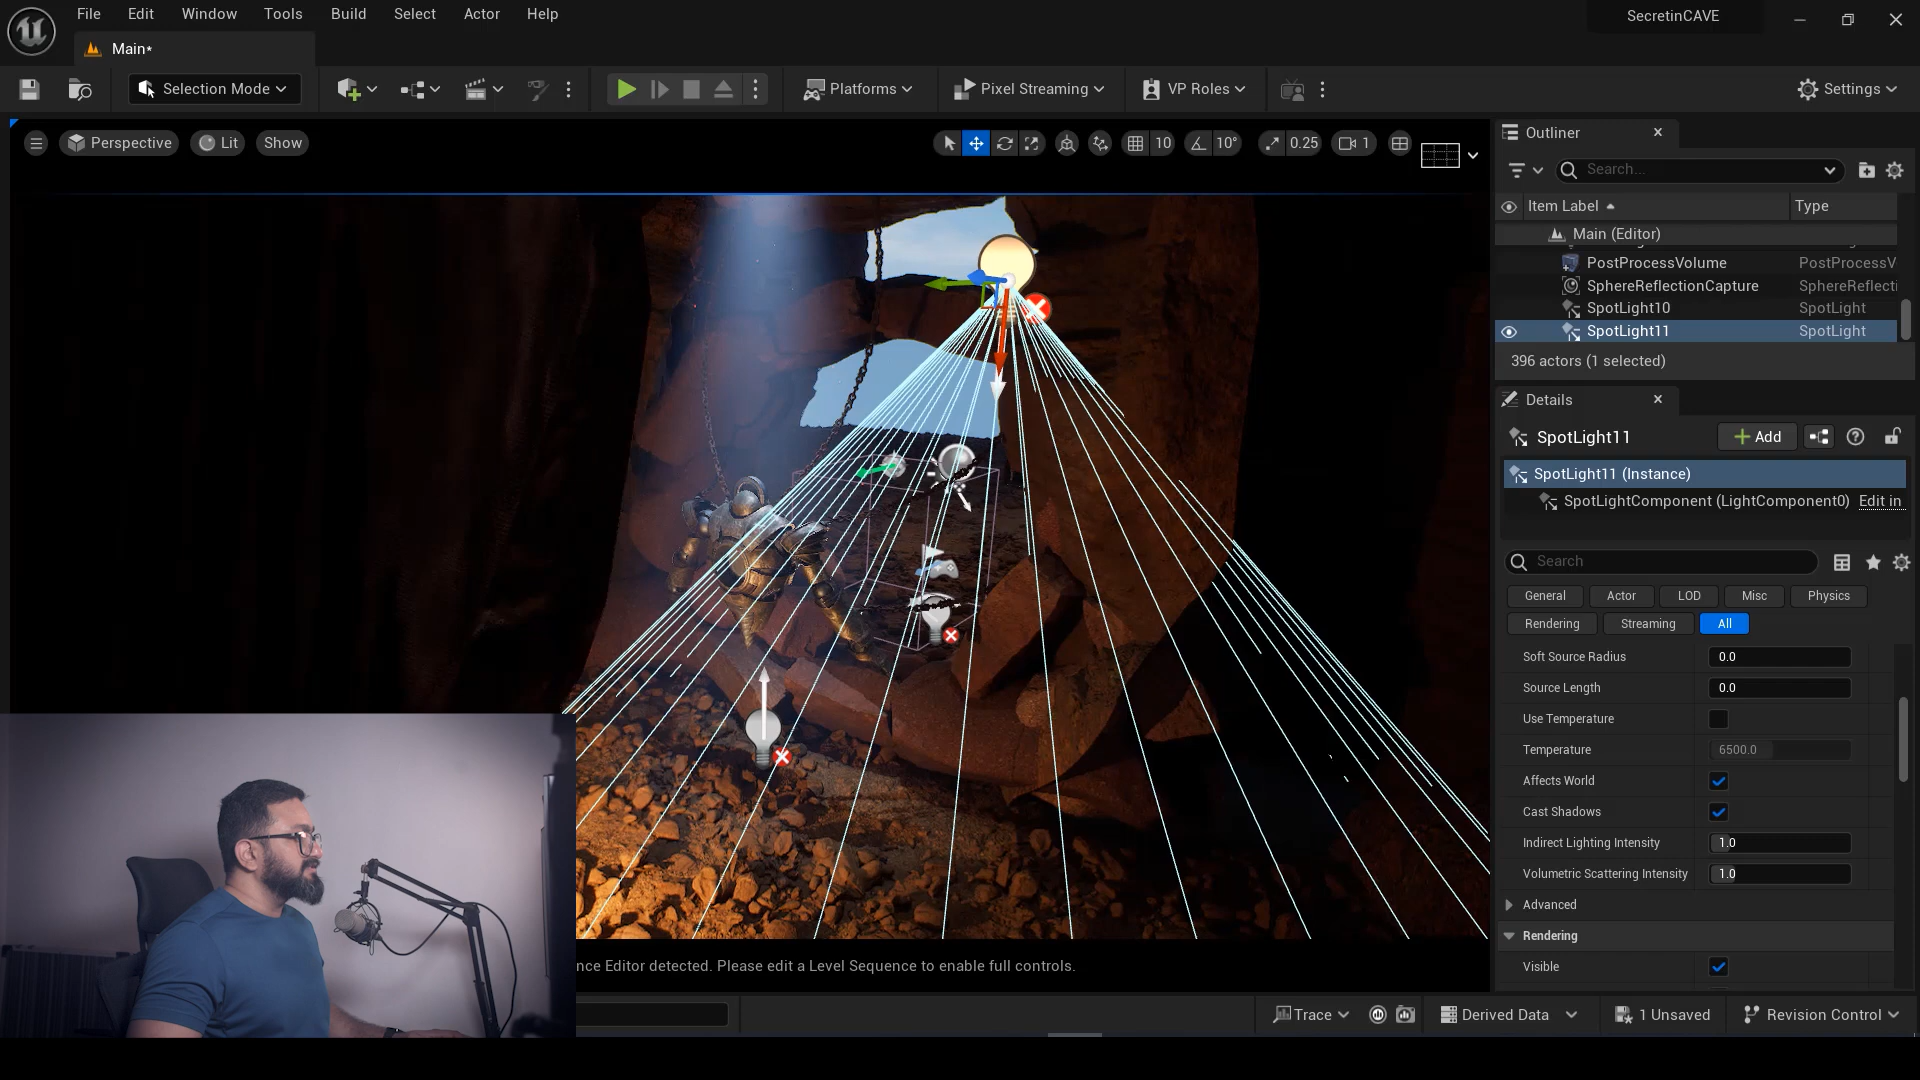 File Edit Window Tools Build Select Actor Help
SecretinCAVE
Main*
Selection Mode
Platforms
Pixel Streaming
VP Roles
Settings
Perspective
Lit
Show
10
10°
0.25
1
Outliner
Search...
Item Label
Type
Main (Editor)
PostProcessVolume PostProcessV
SphereReflectionCapture SphereReflecti
SpotLight10 SpotLight
SpotLight11 SpotLight
396 actors (1 selected)
Details
SpotLight11
Add
SpotLight11 (Instance)
SpotLightComponent (LightComponent0) Edit in
Search
General Actor LOD Misc Physics
Rendering Streaming All
Soft Source Radius 0.0
Source Length 0.0
Use Temperature
Temperature 6500.0
Affects World
Cast Shadows
Indirect Lighting Intensity 1.0
Volumetric Scattering Intensity 1.0
Advanced
Rendering
Visible
nce Editor detected. Please edit a Level Sequence to enable full controls.
Trace
Derived Data
1 Unsaved
Revision Control